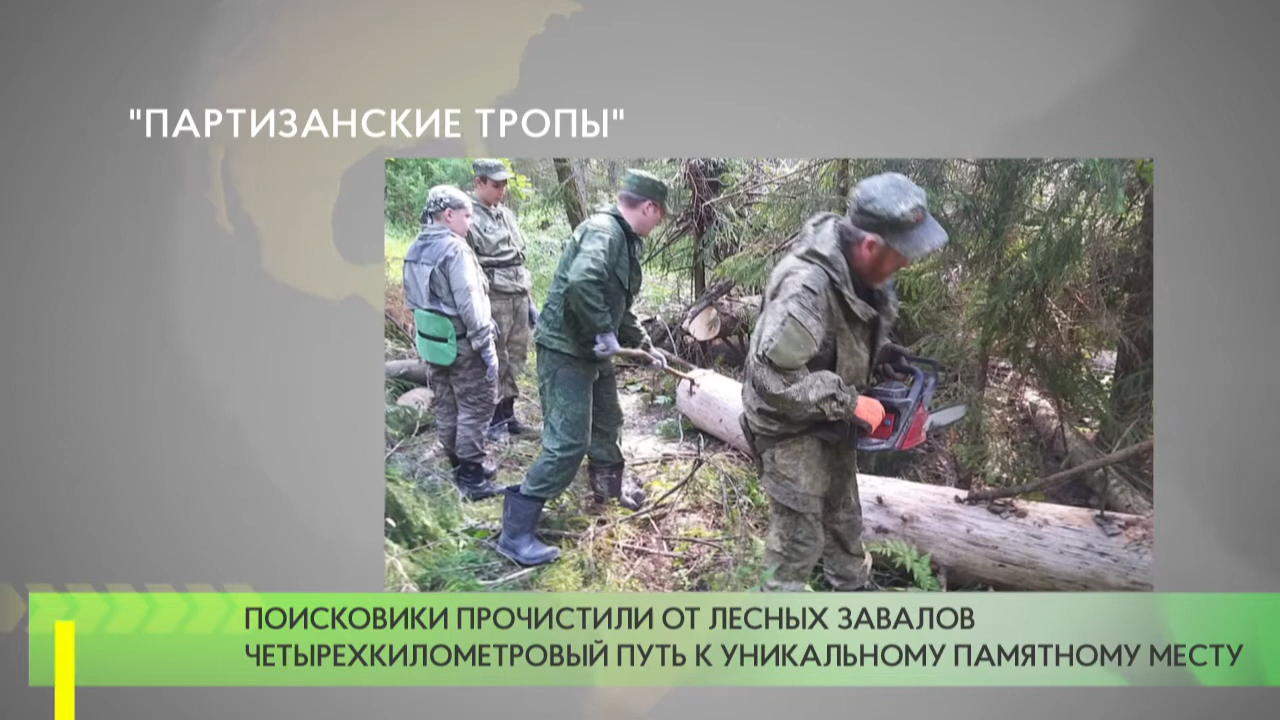 "ПАРТИЗАНСКИЕ ТРОПЫ"
ПОИСКОВИКИ ПРОЧИСТИЛИ ОТ ЛЕСНЫХ ЗАВАЛОВ
ЧЕТЫРЕХКИЛОМЕТРОВЫЙ ПУТЬ К УНИКАЛЬНОМУ ПАМЯТНОМУ МЕСТУ